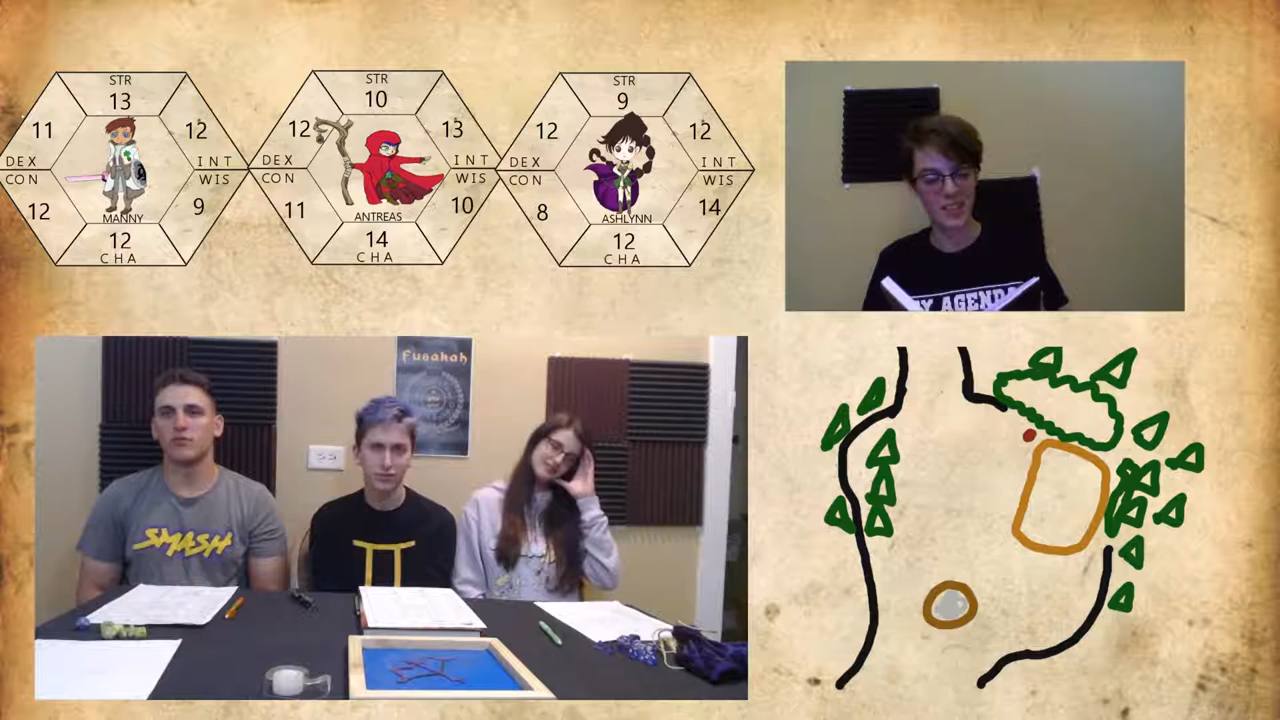 STR
13
11
12
DEX
INT
CON
WIS
12
9
MANNY
12
CHA
STR
10
12
13
DEX
INT
CON
WIS
11
10
ANTREAS
14
CHA
STR
9
12
12
DEX
INT
CON
WIS
8
14
ASHLYNN
12
CHA
AGENDA
Fusakah
SMASH